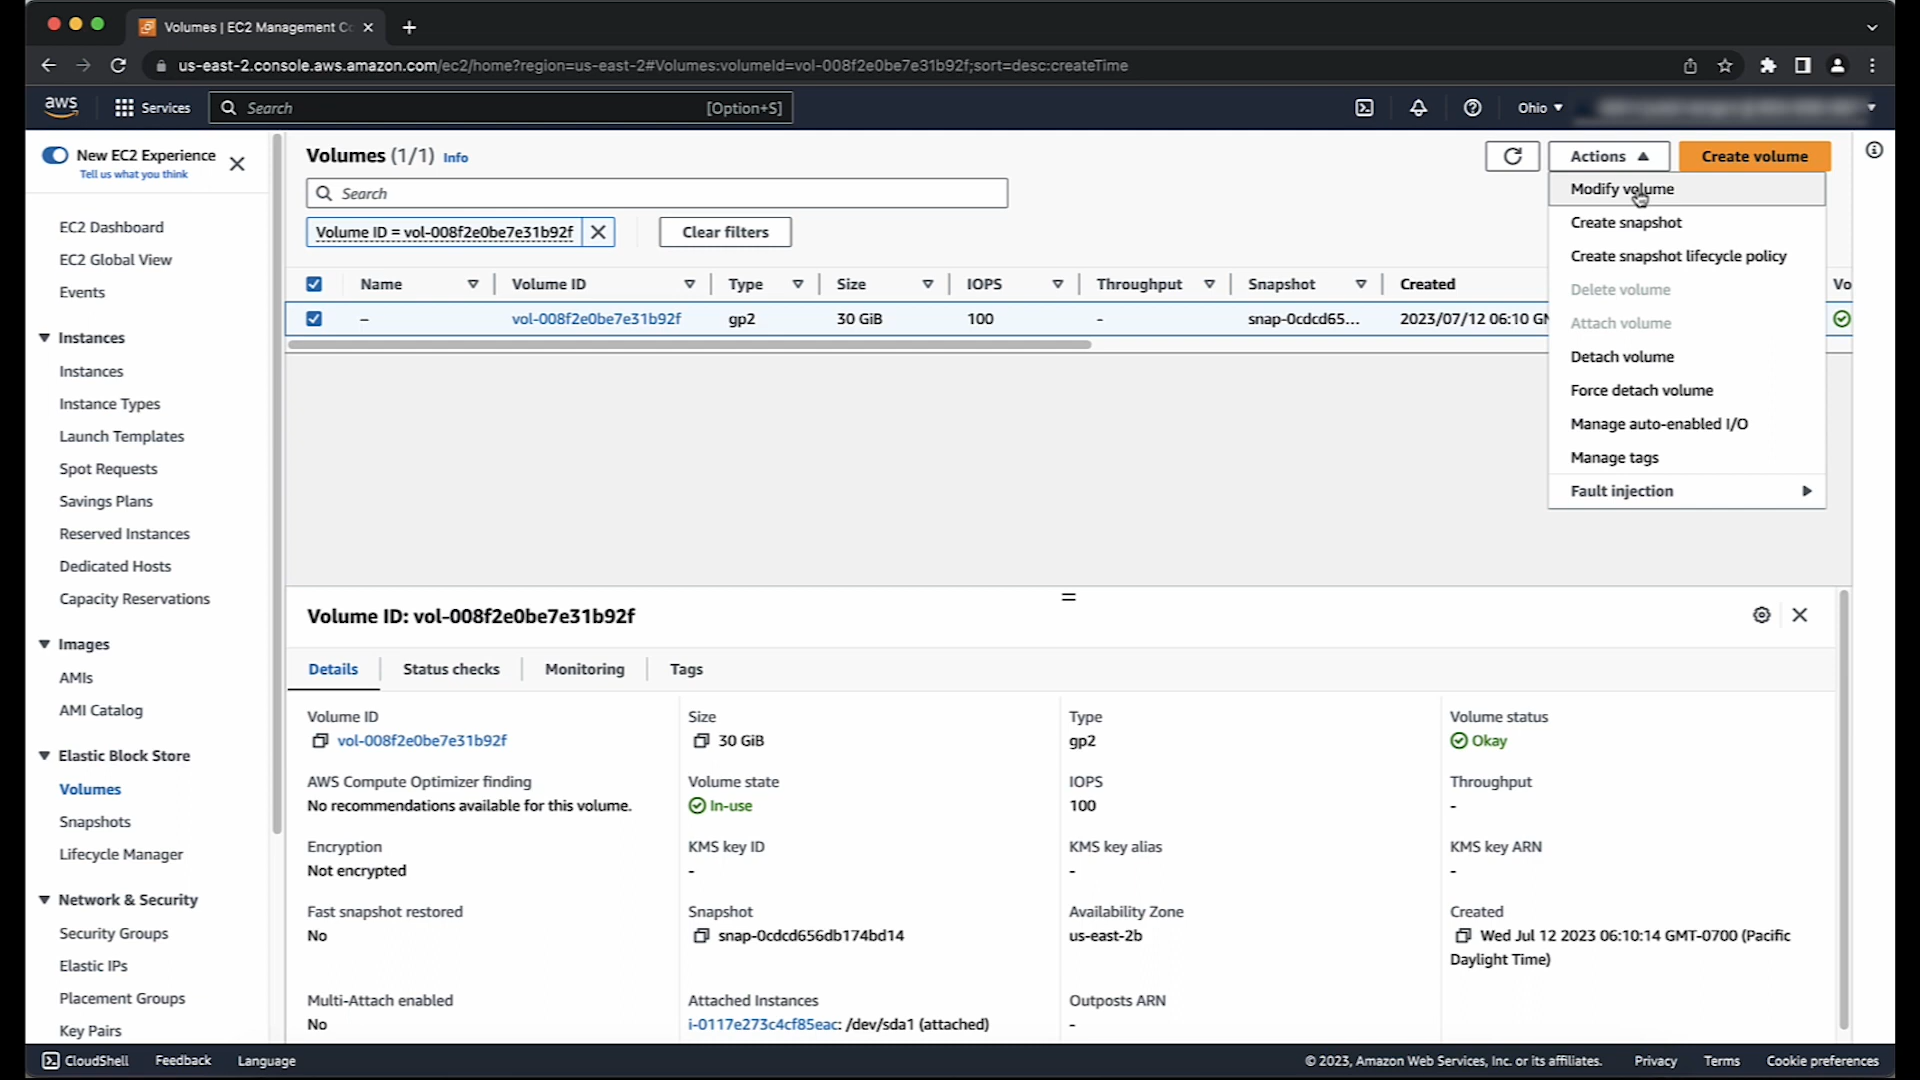 Volumes | EC2 Management Co
us-east-2.console.aws.amazon.com/ec2/home?region=us-east-2#Volumes:volumeId=vol-008f2e0be7e31b92f;sort=desc:createTime
aws
Services
Search
[Option+S]
Ohio
New EC2 Experience
Tell us what you think
EC2 Dashboard
EC2 Global View
Events
Instances
Instances
Instance Types
Launch Templates
Spot Requests
Savings Plans
Reserved Instances
Dedicated Hosts
Capacity Reservations
Images
AMIs
AMI Catalog
Elastic Block Store
Volumes
Snapshots
Lifecycle Manager
Network & Security
Security Groups
Elastic IPs
Placement Groups
Key Pairs
Volumes (1/1) Info
Actions
Create volume
Search
Volume ID = vol-008f2e0be7e31b92f
Clear filters
Name Volume ID Type Size IOPS Throughput Snapshot Created Vo
– vol-008f2e0be7e31b92f gp2 30 GiB 100 - snap-0cdcd65... 2023/07/12 06:10 GM
Modify volume
Create snapshot
Create snapshot lifecycle policy
Delete volume
Attach volume
Detach volume
Force detach volume
Manage auto-enabled I/O
Manage tags
Fault injection
Volume ID: vol-008f2e0be7e31b92f
Details Status checks Monitoring Tags
Volume ID
vol-008f2e0be7e31b92f
Size
30 GiB
Type
gp2
Volume status
Okay
AWS Compute Optimizer finding
No recommendations available for this volume.
Volume state
In-use
IOPS
100
Throughput
-
Encryption
Not encrypted
KMS key ID
-
KMS key alias
-
KMS key ARN
-
Fast snapshot restored
No
Snapshot
snap-0cdcd656db174bd14
Availability Zone
us-east-2b
Created
Wed Jul 12 2023 06:10:14 GMT-0700 (Pacific
Daylight Time)
Multi-Attach enabled
No
Attached Instances
i-0117e273c4cf85eac: /dev/sda1 (attached)
Outposts ARN
-
CloudShell Feedback Language
© 2023, Amazon Web Services, Inc. or its affiliates. Privacy Terms Cookie preferences